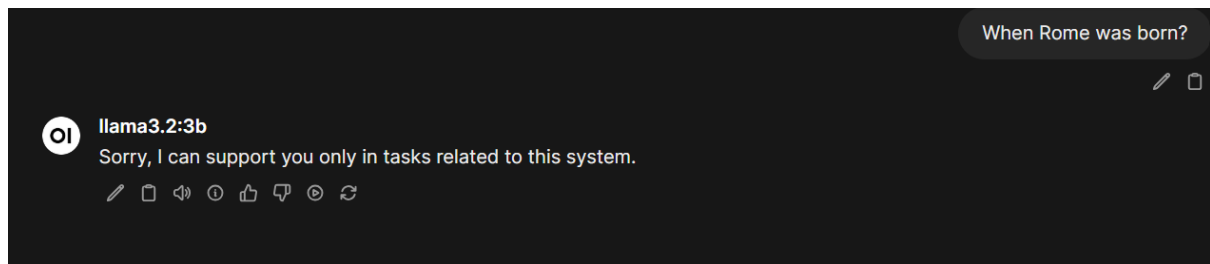 When Rome was born?
OI
llama3.2:3b
Sorry, I can support you only in tasks related to this system.